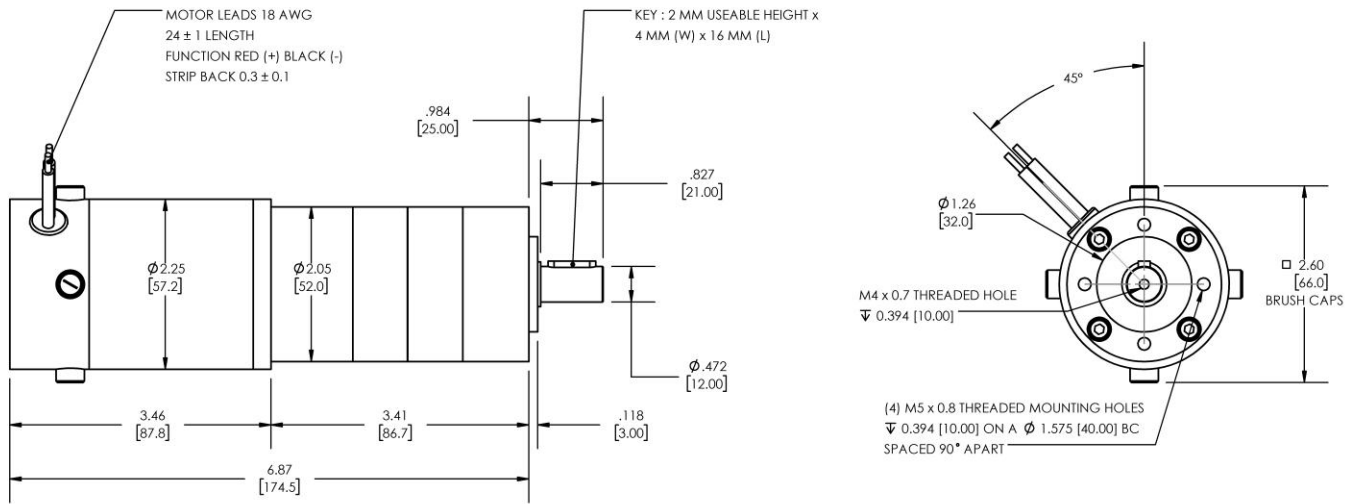 MOTOR LEADS 18 AWG
24 ± 1 LENGTH
FUNCTION RED (+) BLACK (-)
STRIP BACK 0.3 ± 0.1
KEY : 2 MM USEABLE HEIGHT x
4 MM (W) x 16 MM (L)
.984
[25.00]
.827
[21.00]
Ø2.25
[57.2]
Ø2.05
[52.0]
Ø.472
[12.00]
3.46
[87.8]
3.41
[86.7]
.118
[3.00]
6.87
[174.5]
45°
Ø1.26
[32.0]
M4 x 0.7 THREADED HOLE
↧ 0.394 [10.00]
□ 2.60
[66.0]
BRUSH CAPS
(4) M5 x 0.8 THREADED MOUNTING HOLES
↧ 0.394 [10.00] ON A Ø 1.575 [40.00] BC
SPACED 90° APART